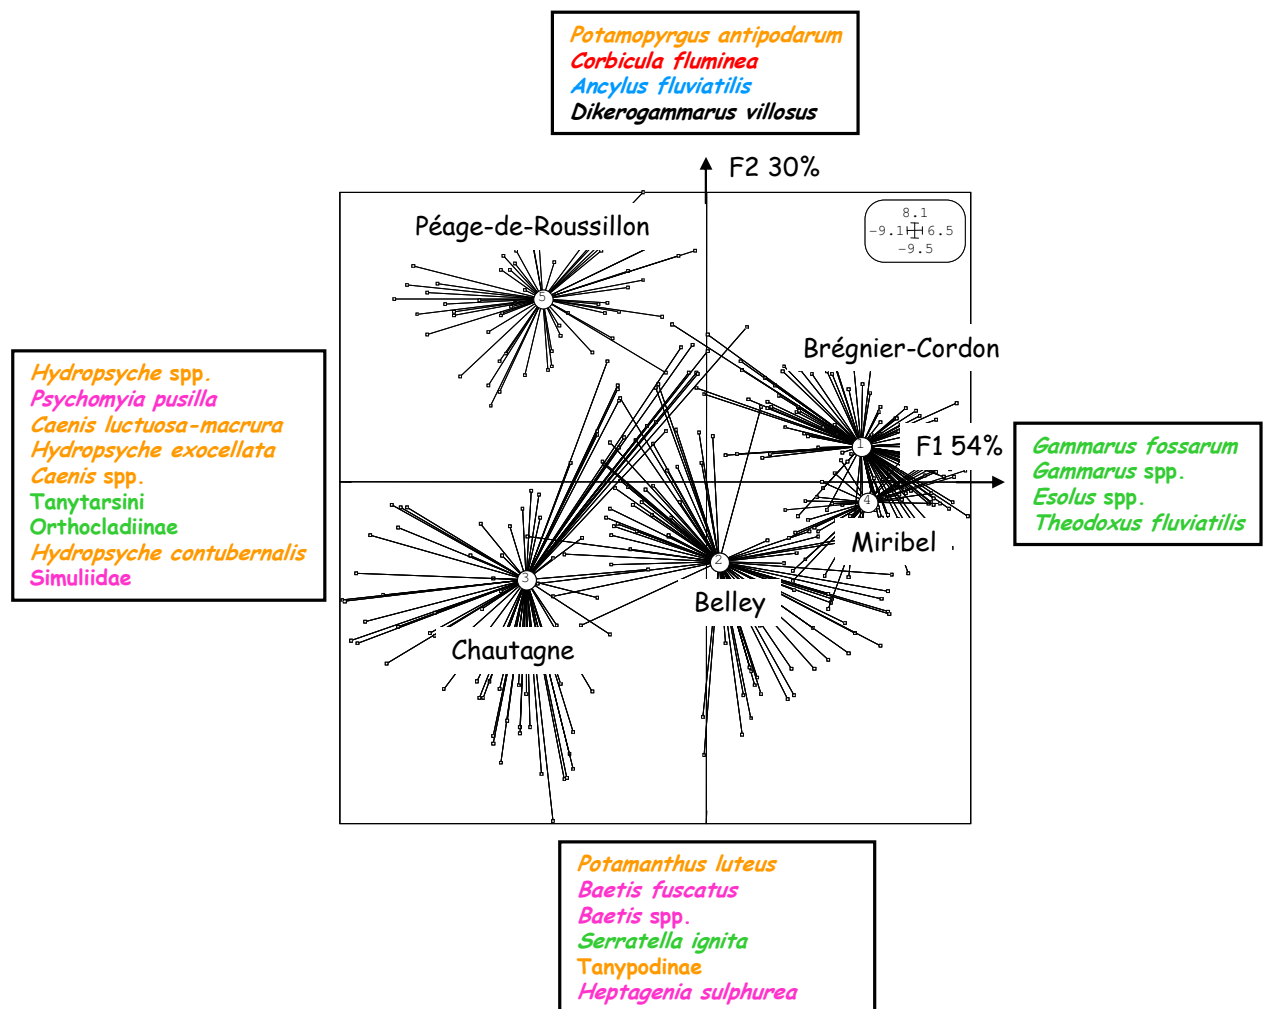 Potamopyrgus antipodarum
Corbicula fluminea
Ancylus fluviatilis
Dikerogammarus villosus
F2 30%
8.1
-9.1 6.5
-9.5
Péage-de-Roussillon
5
Brégnier-Cordon
Hydropsyche spp.
Psychomyia pusilla
Caenis luctuosa-macrura
Hydropsyche exocellata
Caenis spp.
Tanytarsini
Orthocladiinae
Hydropsyche contubernalis
Simuliidae
1
F1 54%
Gammarus fossarum
Gammarus spp.
Esolus spp.
Theodoxus fluviatilis
4
Miribel
2
Belley
3
Chautagne
Potamanthus luteus
Baetis fuscatus
Baetis spp.
Serratella ignita
Tanypodinae
Heptagenia sulphurea